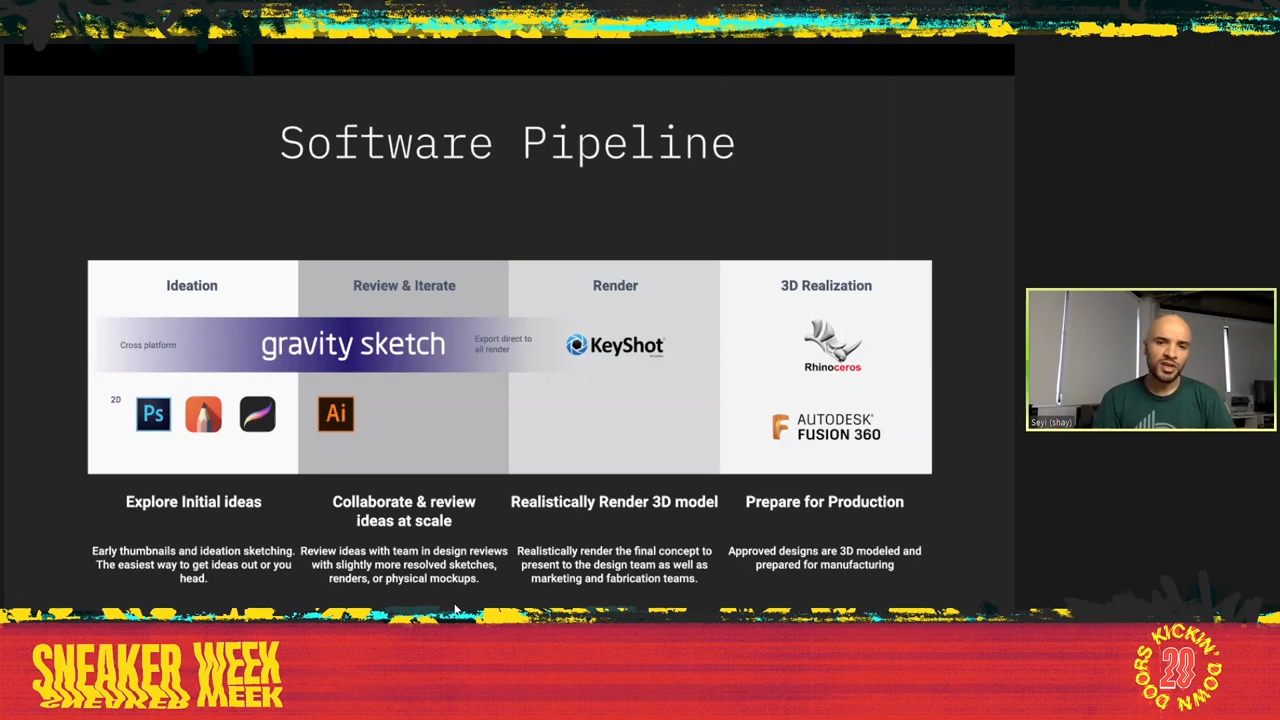 Software Pipeline
Ideation
Review & Iterate
Render
3D Realization
Cross platform
gravity sketch
Export direct to
all render
KeyShot
Rhinoceros
2D
Ps
Ai
AUTODESK®
FUSION 360
Explore Initial ideas
Early thumbnails and ideation sketching.
The easiest way to get ideas out or you
head.
Collaborate & review
ideas at scale
Review ideas with team in design reviews
with slightly more resolved sketches,
renders, or physical mockups.
Realistically Render 3D model
Realistically render the final concept to
present to the design team as well as
marketing and fabrication teams.
Prepare for Production
Approved designs are 3D modeled and
prepared for manufacturing
Seyi (shay)
SNEAKER WEEK
KICKIN' DOWN DOORS
20